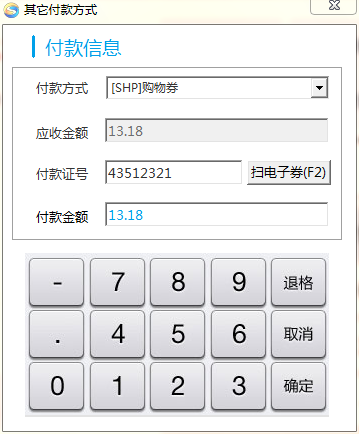 其它付款方式
付款信息
付款方式 [SHP]购物券
应收金额 13.18
付款证号 43512321 扫电子券(F2)
付款金额 13.18
- 7 8 9 退格
. 4 5 6 取消
0 1 2 3 确定